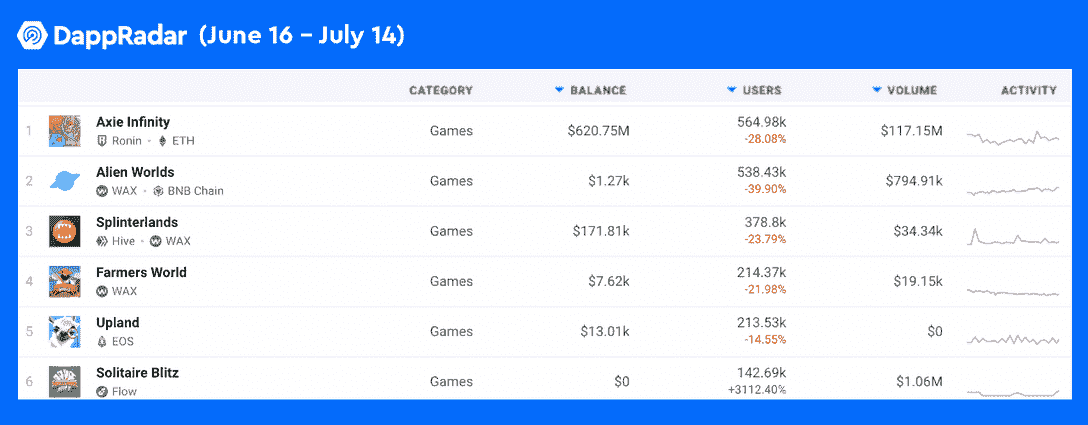 DappRadar (June 16 – July 14)
CATEGORY BALANCE USERS VOLUME ACTIVITY
1 Axie Infinity Games $620.75M 564.98k $117.15M
Ronin · ETH -28.08%
2 Alien Worlds Games $1.27k 538.43k $794.91k
WAX · BNB Chain -39.90%
3 Splinterlands Games $171.81k 378.8k $34.34k
Hive · WAX -23.79%
4 Farmers World Games $7.62k 214.37k $19.15k
WAX -21.98%
5 Upland Games $13.01k 213.53k $0
EOS -14.55%
6 Solitaire Blitz Games $0 142.69k $1.06M
Flow +3112.40%